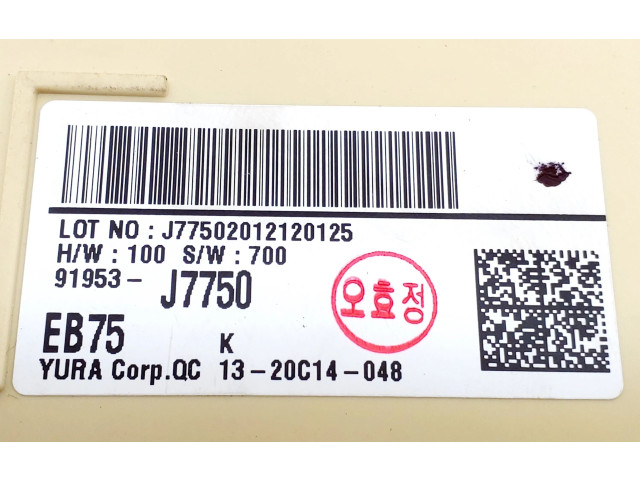 LOT NO : J77502012120125
H/W : 100 S/W : 700
91953- J7750
오효정
EB75 K
YURA Corp.QC 13-20C14-048